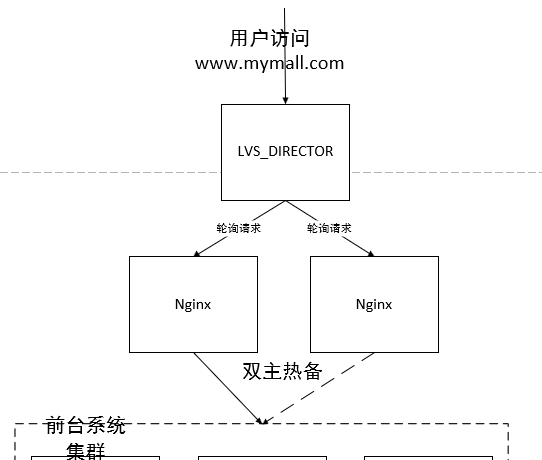 用户访问
www.mymall.com
LVS_DIRECTOR
轮询请求
轮询请求
Nginx
Nginx
双主热备
前台系统
集群